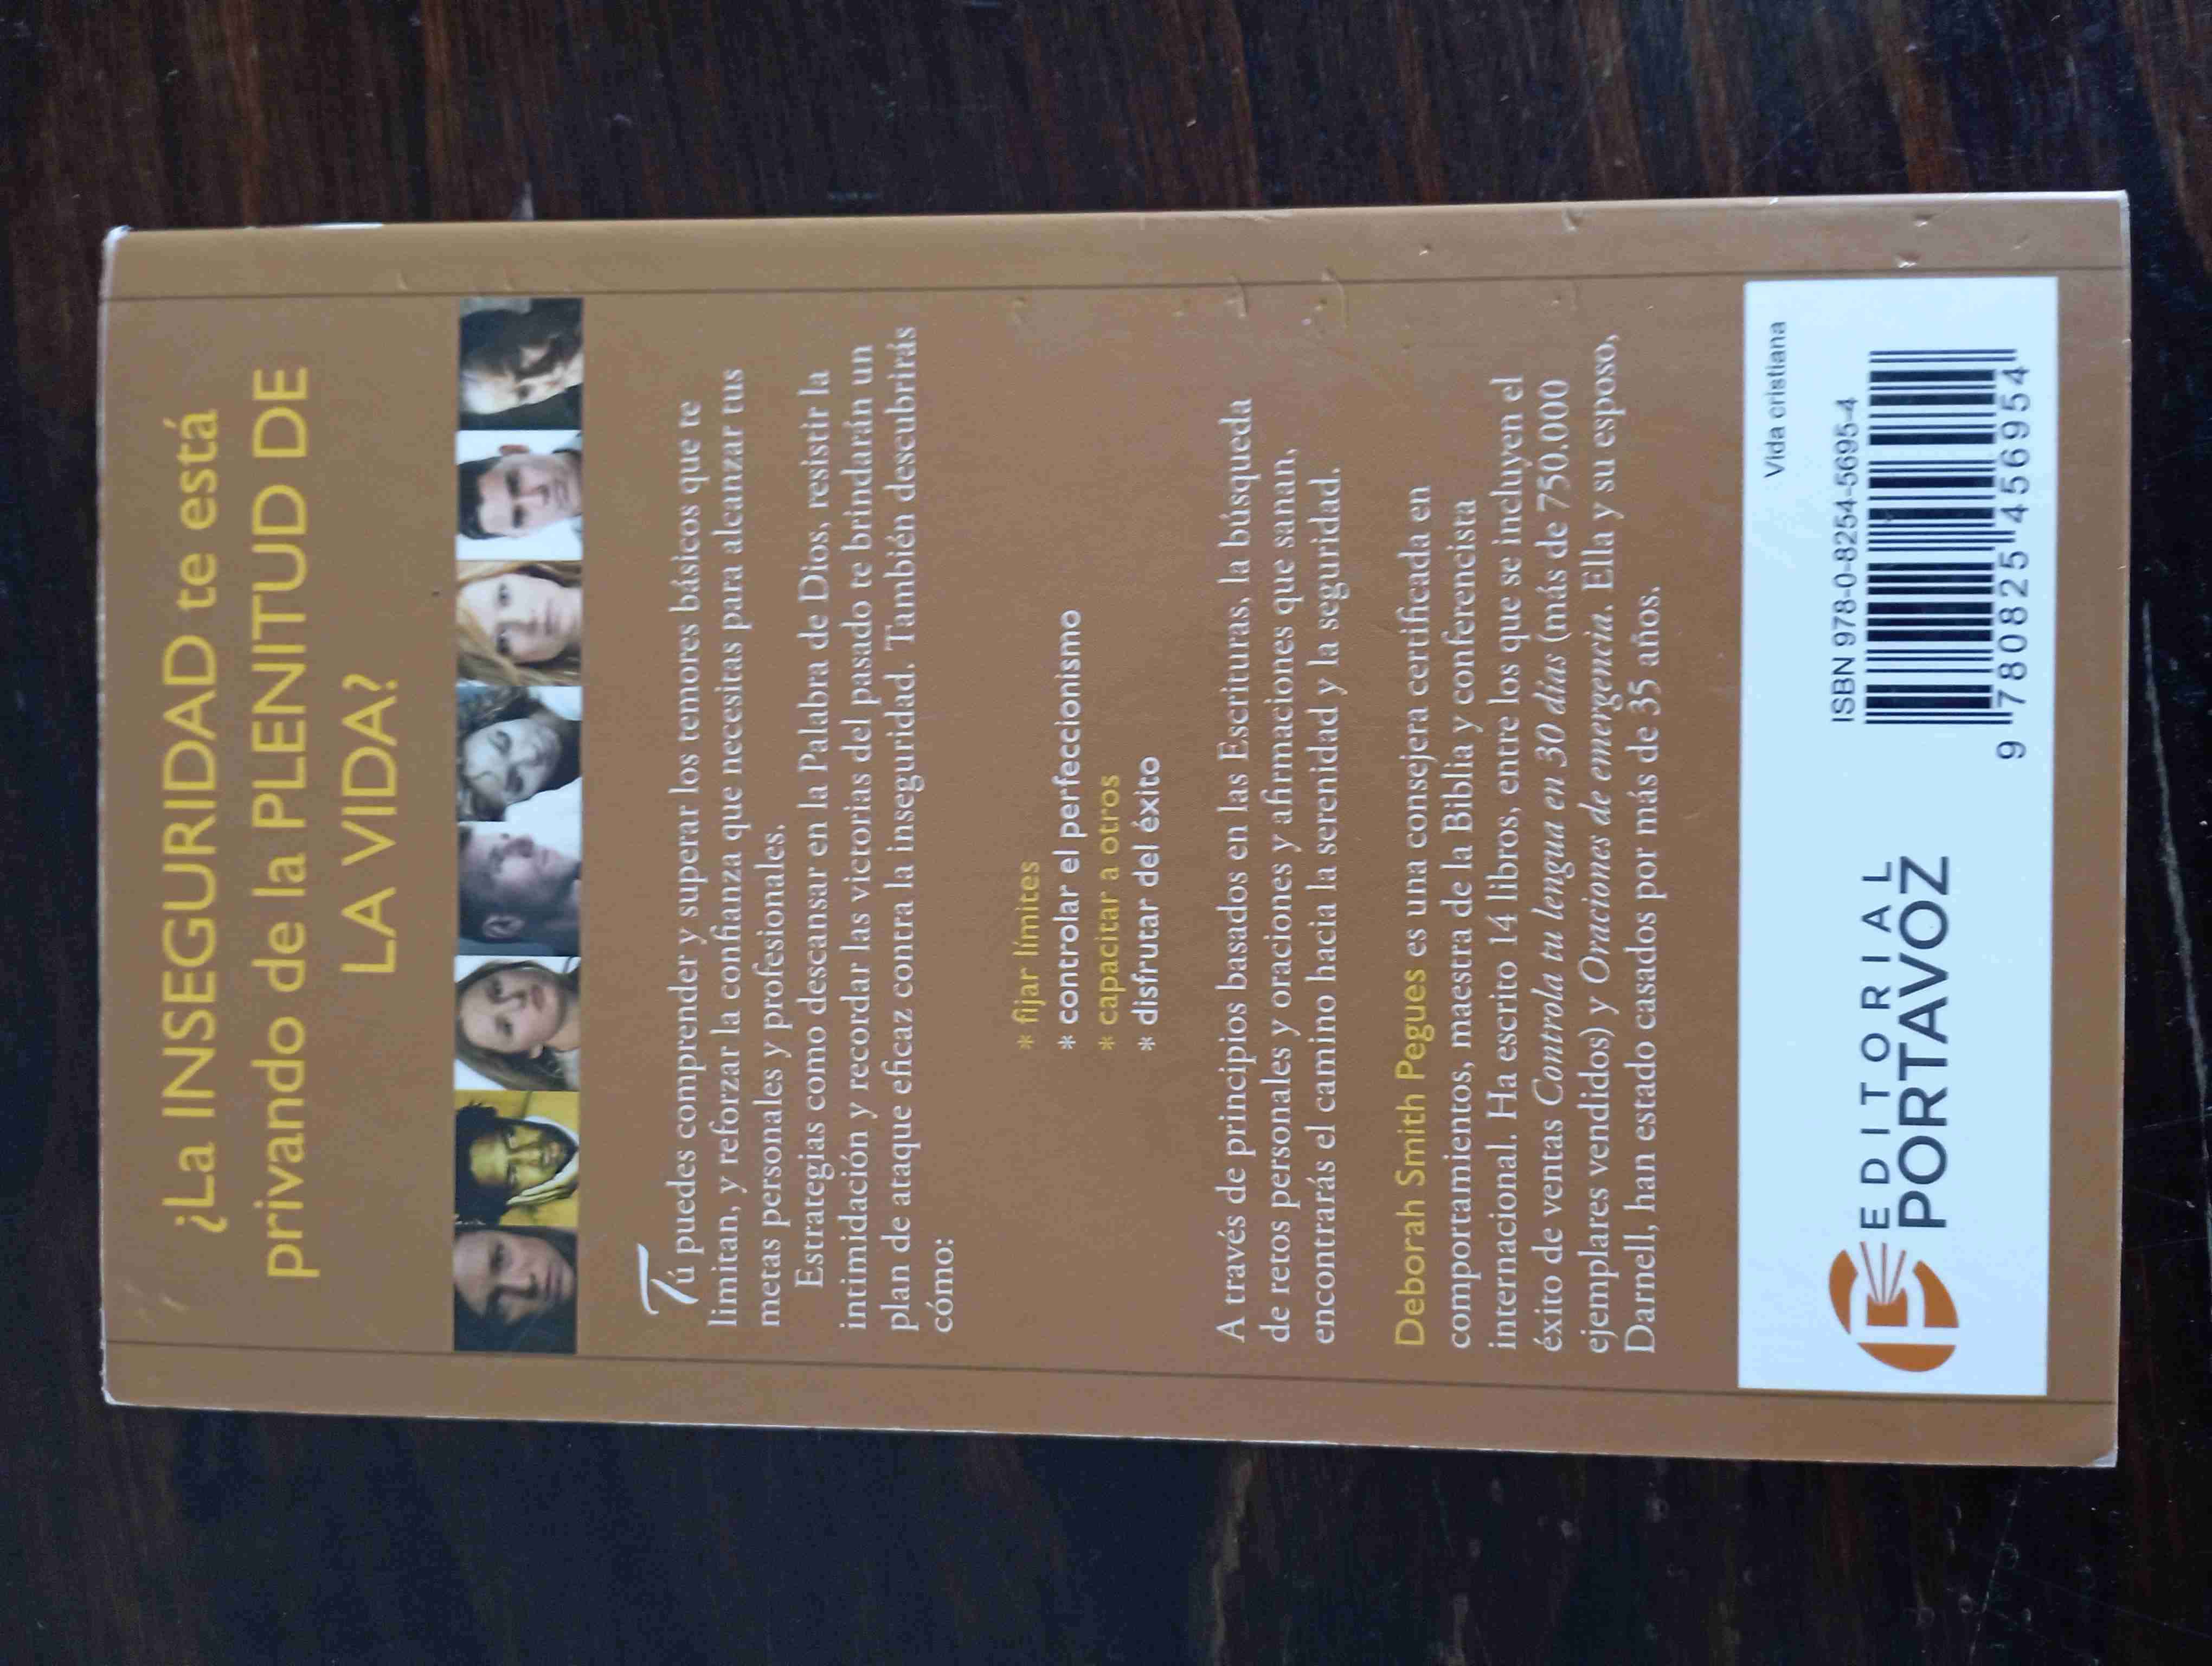 ¿La INSEGURIDAD te está
privando de la PLENITUD DE
LA VIDA?
Tú puedes comprender y superar los temores básicos que te
limitan, y reforzar la confianza que necesitas para alcanzar tus
metas personales y profesionales.
Estrategias como descansar en la Palabra de Dios, resistir la
intimidación y recordar las victorias del pasado te brindarán un
plan de ataque eficaz contra la inseguridad. También descubrirás
cómo:
* fijar límites
* controlar el perfeccionismo
* capacitar a otros
* disfrutar del éxito
A través de principios basados en las Escrituras, la búsqueda
de retos personales y oraciones y afirmaciones que sanan,
encontrarás el camino hacia la serenidad y la seguridad.
Deborah Smith Pegues es una consejera certificada en
comportamientos, maestra de la Biblia y conferencista
internacional. Ha escrito 14 libros, entre los que se incluyen el
éxito de ventas Controla tu lengua en 30 días (más de 750.000
ejemplares vendidos) y Oraciones de emergencia. Ella y su esposo,
Darnell, han estado casados por más de 35 años.
Vida cristiana
EDITORIAL
PORTAVOZ
ISBN 978-0-8254-5695-4
9 780825 456954